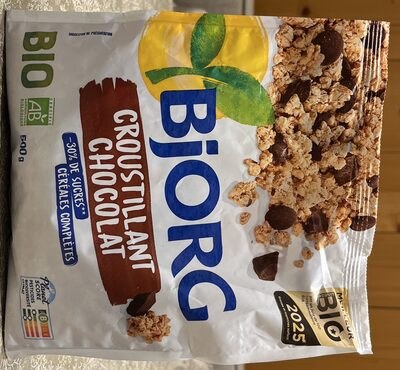 BJORG
CROUSTILLANT
CHOCOLAT
-30% DE SUCRES**
CÉRÉALES COMPLÈTES
BIO
AB
500g
BIO
2025